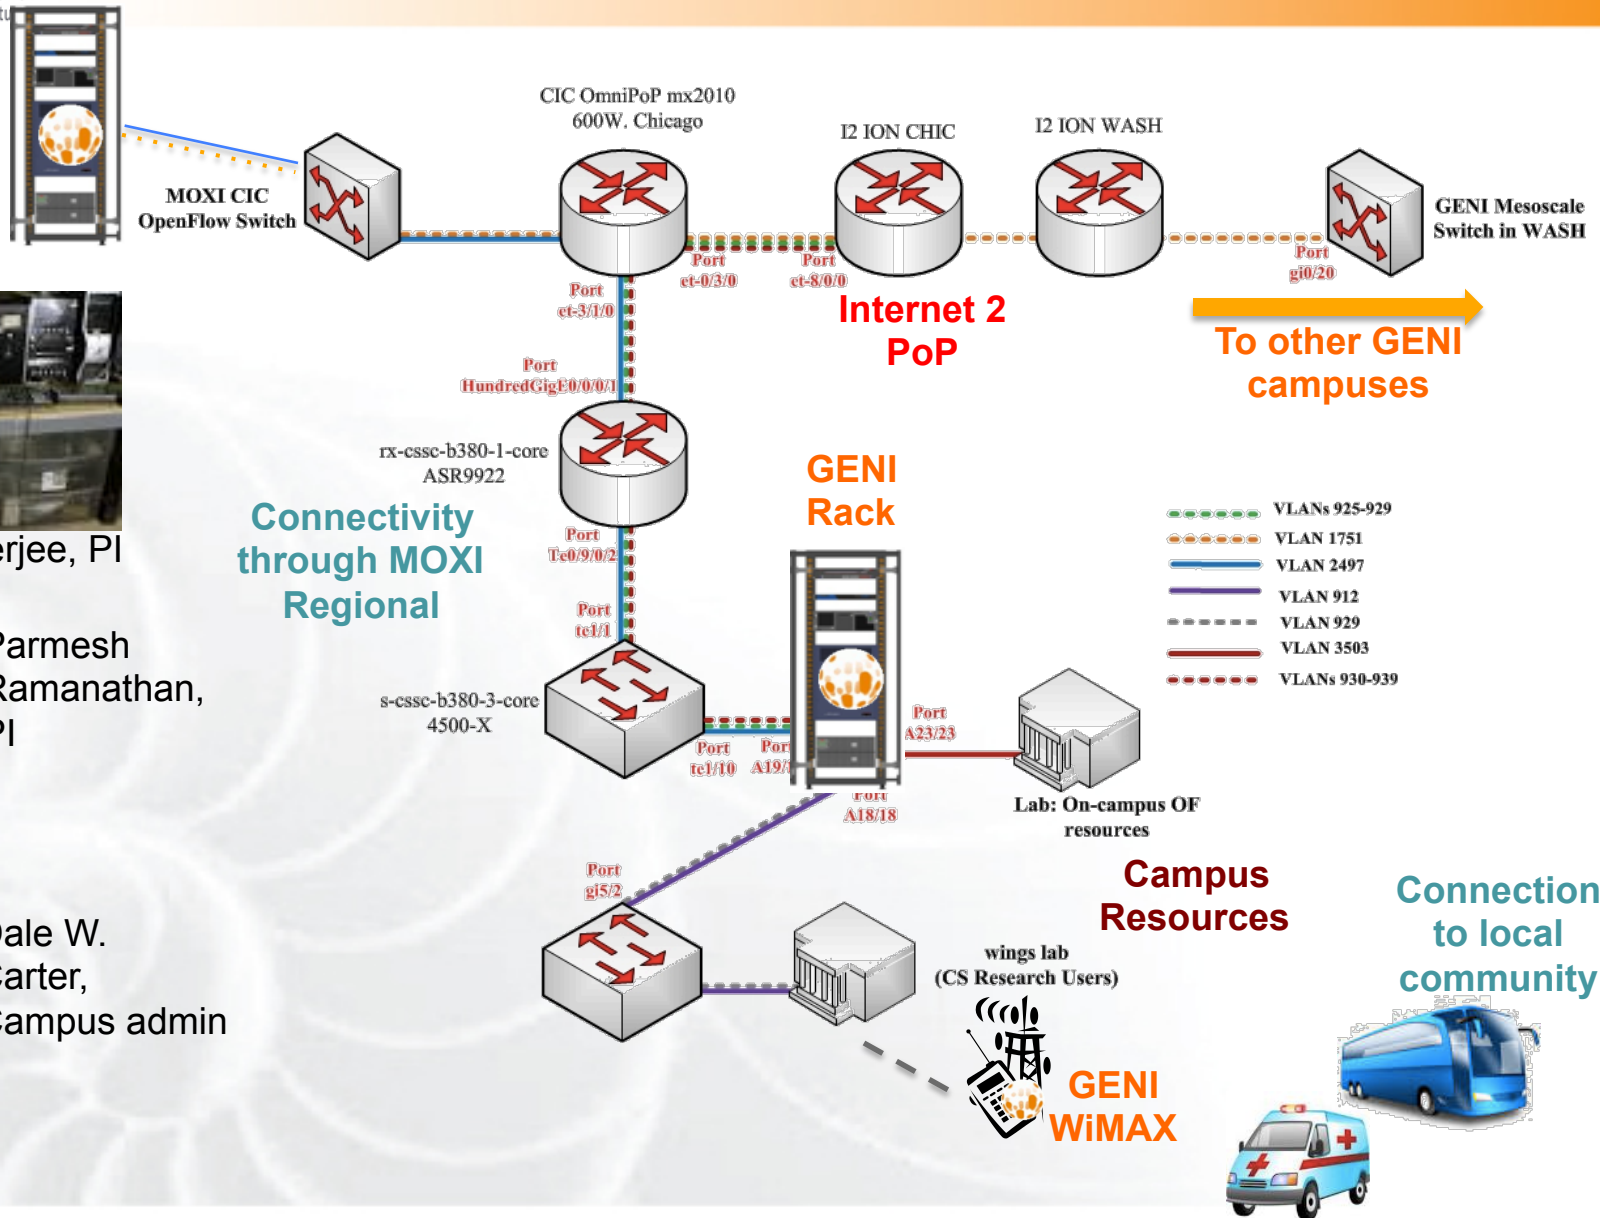 CIC OmniPoP mx2010
600W. Chicago
I2 ION CHIC
I2 ION WASH
MOXI CIC
OpenFlow Switch
GENI Mesoscale
Switch in WASH
Port
et-0/3/0
Port
et-8/0/0
Port
gi0/20
Port
et-3/1/0
Internet 2
PoP
To other GENI
campuses
Port
HundredGigE0/0/0/1
rx-cssc-b380-1-core
ASR9922
GENI
Rack
Connectivity
through MOXI
Regional
Port
Te0/9/0/2
Port
te1/1
VLANs 925-929
VLAN 1751
VLAN 2497
VLAN 912
VLAN 929
VLAN 3503
VLANs 930-939
erjee, PI
Parmesh
Ramanathan,
PI
s-cssc-b380-3-core
4500-X
Port
te1/10
Port
A23/23
Port
A18/18
Lab: On-campus OF
resources
Port
gi5/2
Campus
Resources
Connection
to local
community
Dale W.
Carter,
Campus admin
wings lab
(CS Research Users)
GENI
WiMAX